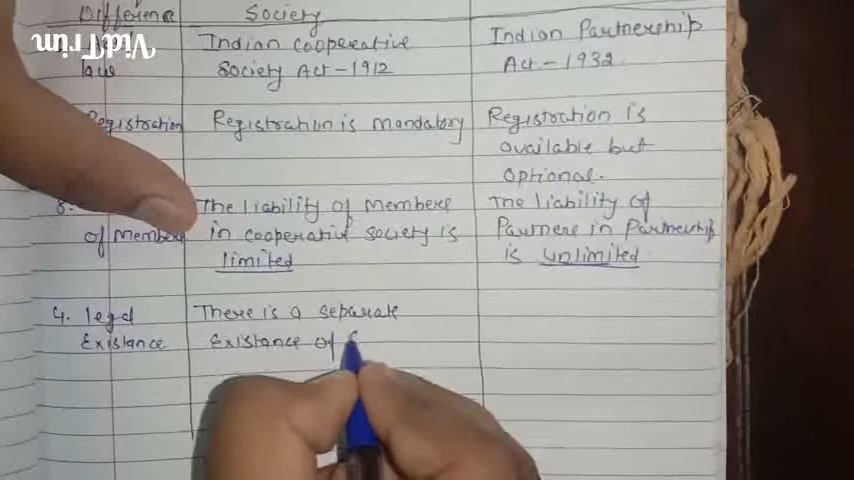 Difference
Society
VidTrim
law
Indian cooperative
Society Act - 1912
Indian Partnership
Act - 1932
Registration
Registration is mandatory
Registration is
available but
optional.
of Members
The liability of Members
in cooperative society is
limited
The liability of
Partners in Partnership
is unlimited
4. legal
Existance
There is a separate
Existance of